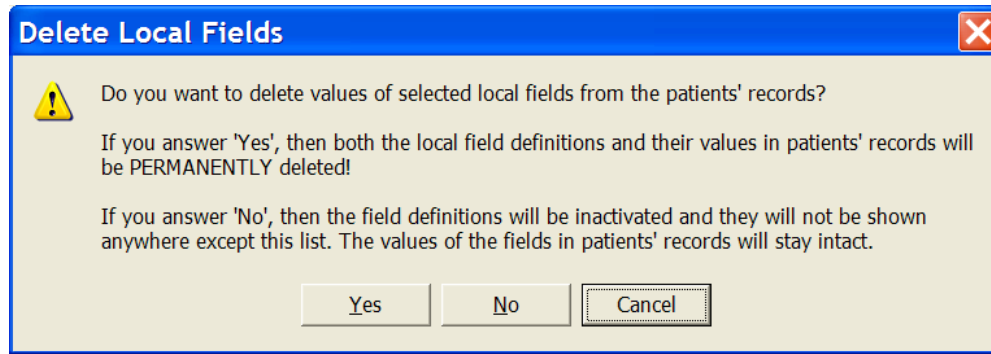 Delete Local Fields
Do you want to delete values of selected local fields from the patients' records?
If you answer 'Yes', then both the local field definitions and their values in patients' records will
be PERMANENTLY deleted!
If you answer 'No', then the field definitions will be inactivated and they will not be shown
anywhere except this list. The values of the fields in patients' records will stay intact.
Yes No Cancel